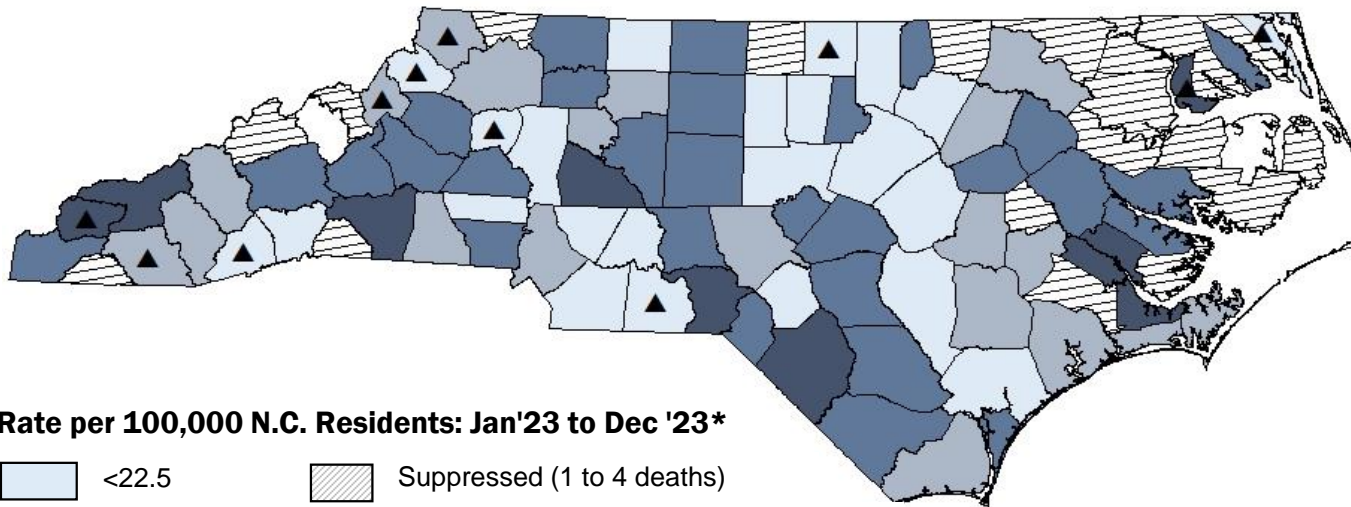 Rate per 100,000 N.C. Residents: Jan'23 to Dec '23*
<22.5
Suppressed (1 to 4 deaths)